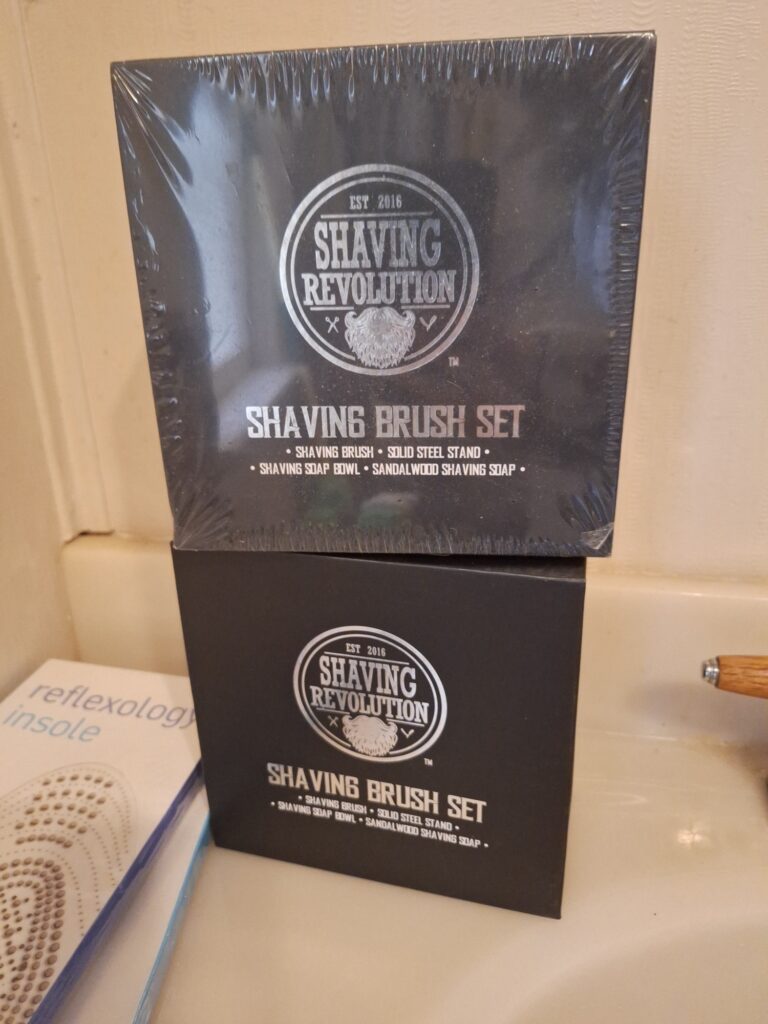 EST 2016
SHAVING
REVOLUTION
TM
SHAVING BRUSH SET
• SHAVING BRUSH • SOLID STEEL STAND •
• SHAVING SOAP BOWL • SANDALWOOD SHAVING SOAP •
EST 2016
SHAVING
REVOLUTION
TM
SHAVING BRUSH SET
• SHAVING BRUSH • SOLID STEEL STAND •
• SHAVING SOAP BOWL • SANDALWOOD SHAVING SOAP •
reflexology
insole